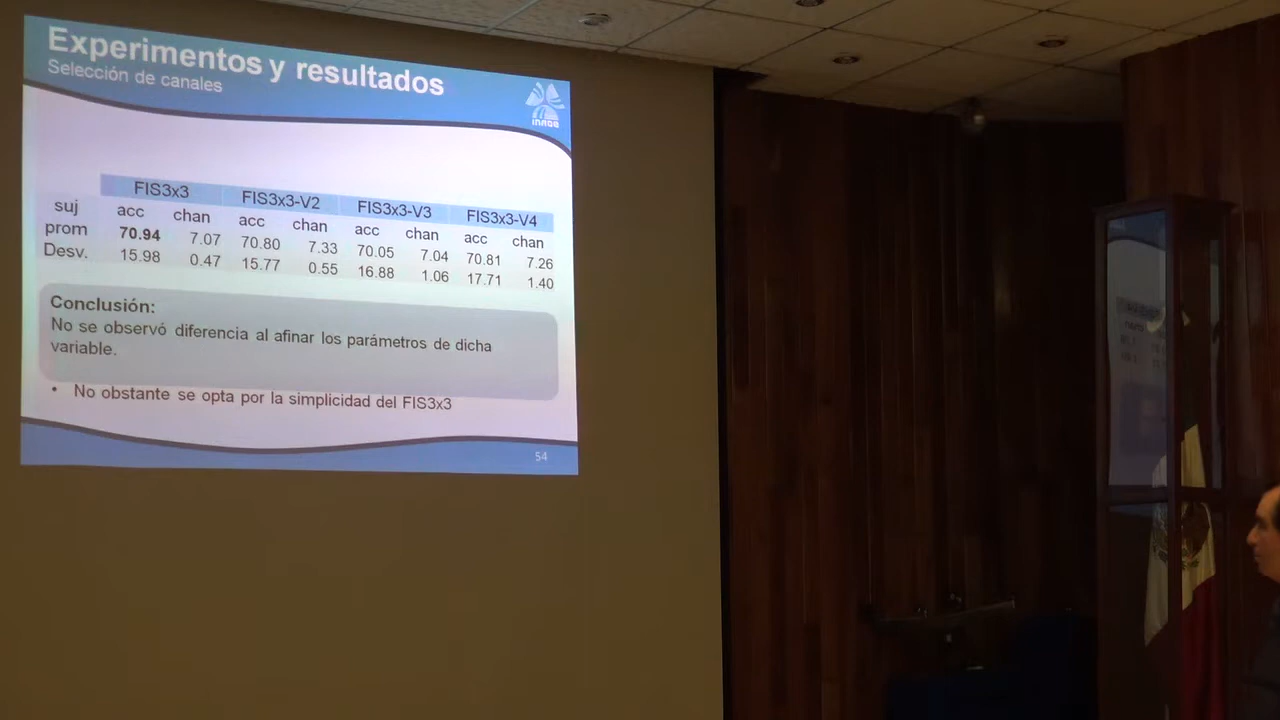 Experimentos y resultados
Selección de canales
INAOE
FIS3x3 FIS3x3-V2 FIS3x3-V3 FIS3x3-V4
suj acc chan acc chan acc chan acc chan
prom 70.94 7.07 70.80 7.33 70.05 7.04 70.81 7.26
Desv. 15.98 0.47 15.77 0.55 16.88 1.06 17.71 1.40
Conclusión:
No se observó diferencia al afinar los parámetros de dicha
variable.
• No obstante se opta por la simplicidad del FIS3x3
54